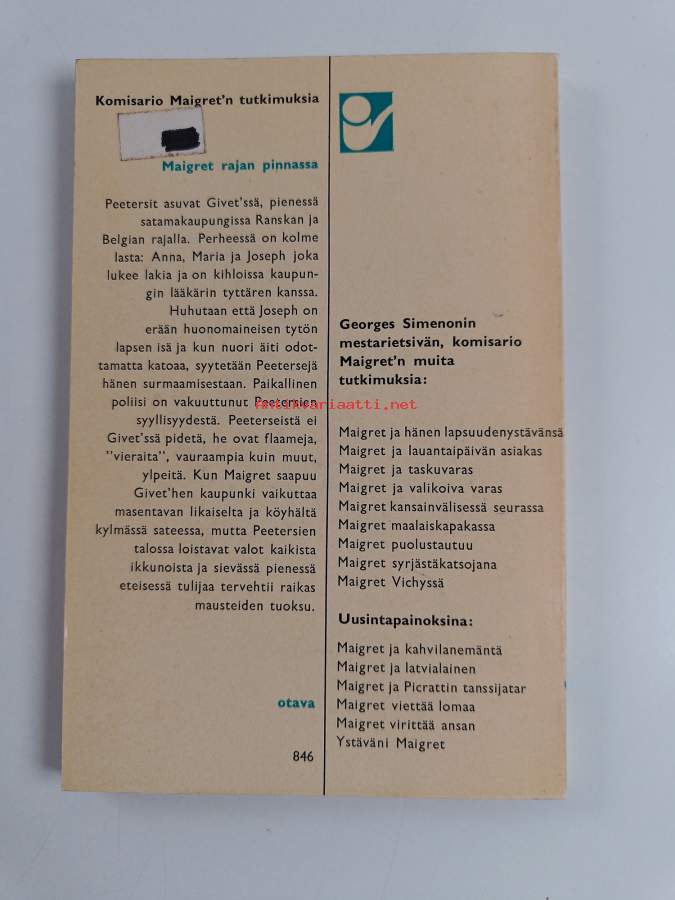 Komisario Maigret'n tutkimuksia
Maigret rajan pinnassa
Peetersit asuvat Givet'ssä, pienessä
satamakaupungissa Ranskan ja
Belgian rajalla. Perheessä on kolme
lasta: Anna, Maria ja Joseph joka
lukee lakia ja on kihloissa kaupun-
gin lääkärin tyttären kanssa.
Huhutaan että Joseph on
erään huonomaineisen tytön
lapsen isä ja kun nuori äiti odot-
tamatta katoaa, syytetään Peetersejä
hänen surmaamisestaan. Paikallinen
poliisi on vakuuttunut Peetersien
syyllisyydestä. Peeterseistä ei
Givet'ssä pidetä, he ovat flaameja,
"vieraita", vauraampia kuin muut,
ylpeitä. Kun Maigret saapuu
Givet'hen kaupunki vaikuttaa
masentavan likaiselta ja köyhältä
kylmässä sateessa, mutta Peetersien
talossa loistavat valot kaikista
ikkunoista ja sievässä pienessä
eteisessä tulijaa tervehtii raikas
mausteiden tuoksu.
otava
846
Georges Simenonin
mestarietsivän, komisario
Maigret'n muita
tutkimuksia:
Maigret ja hänen lapsuudenystävänsä
Maigret ja lauantaipäivän asiakas
Maigret ja taskuvaras
Maigret ja valikoiva varas
Maigret kansainvälisessä seurassa
Maigret maalaiskapakassa
Maigret puolustautuu
Maigret syrjästäkatsojana
Maigret Vichyssä
Uusintapainoksina:
Maigret ja kahvilanemäntä
Maigret ja latvialainen
Maigret ja Picrattin tanssijatar
Maigret viettää lomaa
Maigret virittää ansan
Ystäväni Maigret
antikvariaatti.net